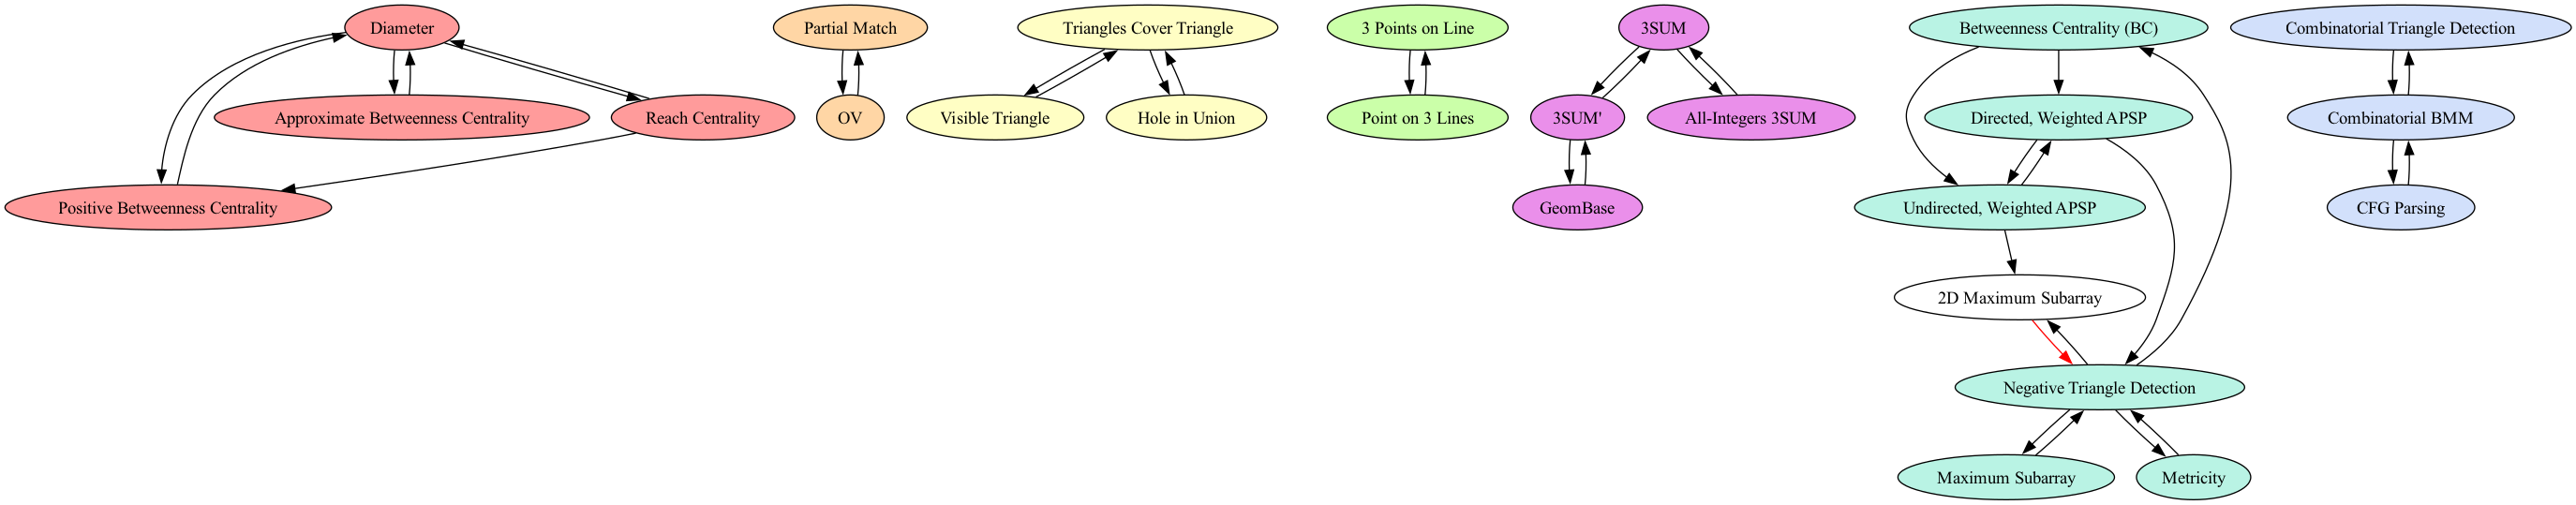 Diameter
Partial Match
Triangles Cover Triangle
3 Points on Line
3SUM
Betweenness Centrality (BC)
Combinatorial Triangle Detection
Approximate Betweenness Centrality
Reach Centrality
OV
Visible Triangle
Hole in Union
Point on 3 Lines
3SUM'
All-Integers 3SUM
Directed, Weighted APSP
Combinatorial BMM
Positive Betweenness Centrality
GeomBase
Undirected, Weighted APSP
CFG Parsing
2D Maximum Subarray
Negative Triangle Detection
Maximum Subarray
Metricity